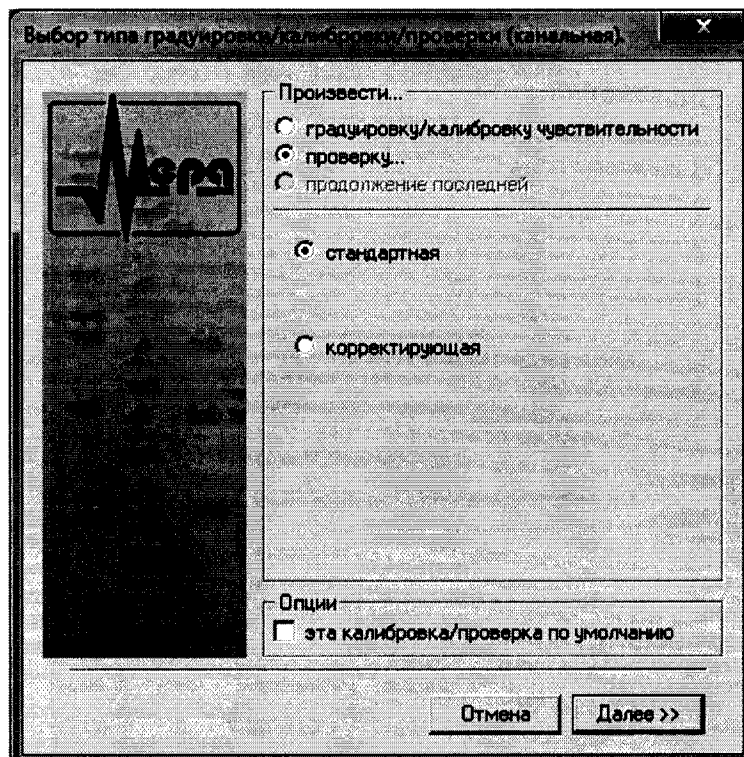 Выбор типа градуировки/калибровки/проверки (канальная).
Мера
Произвести...
градуировку/калибровку чувствительности
проверку...
продолжение последней
стандартная
корректирующая
Опции
эта калибровка/проверка по умолчанию
Отмена
Далее >>